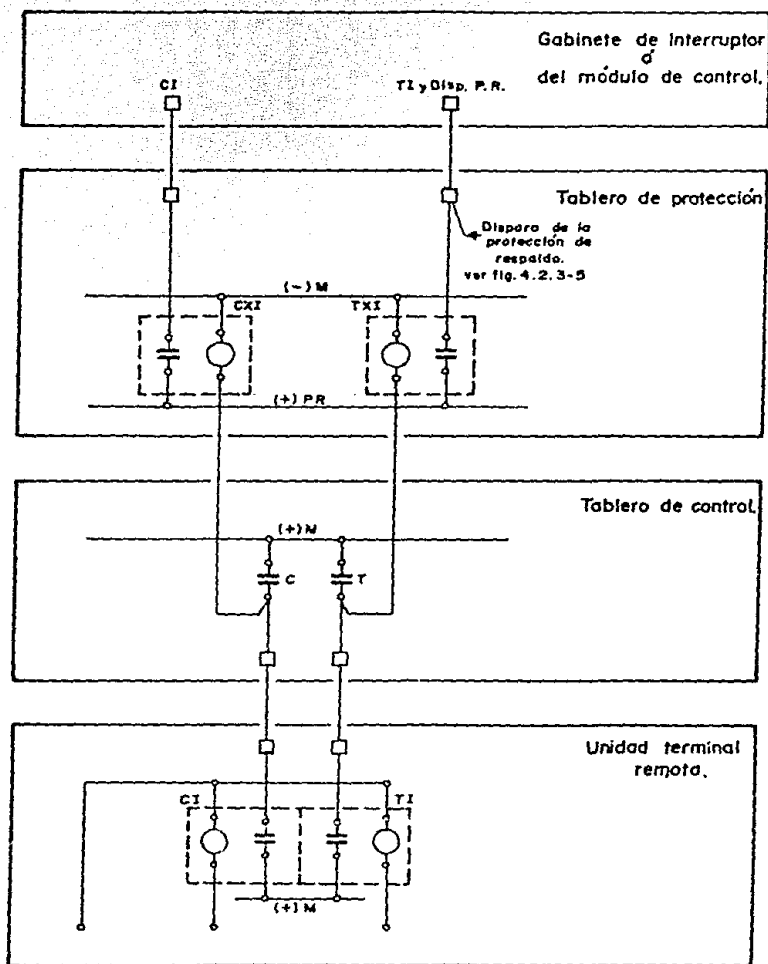 Gabinete de Interruptor
ó
del módulo de control.
CI
TI y Disp. P.R.
Tablero de protección
Disparo de la
protección de
respaldo.
ver fig. 4.2.3-5
(-) M
CXI
TXI
(+) PR
Tablero de control.
(+) M
C
T
Unidad terminal
remota.
CI
TI
(+) M